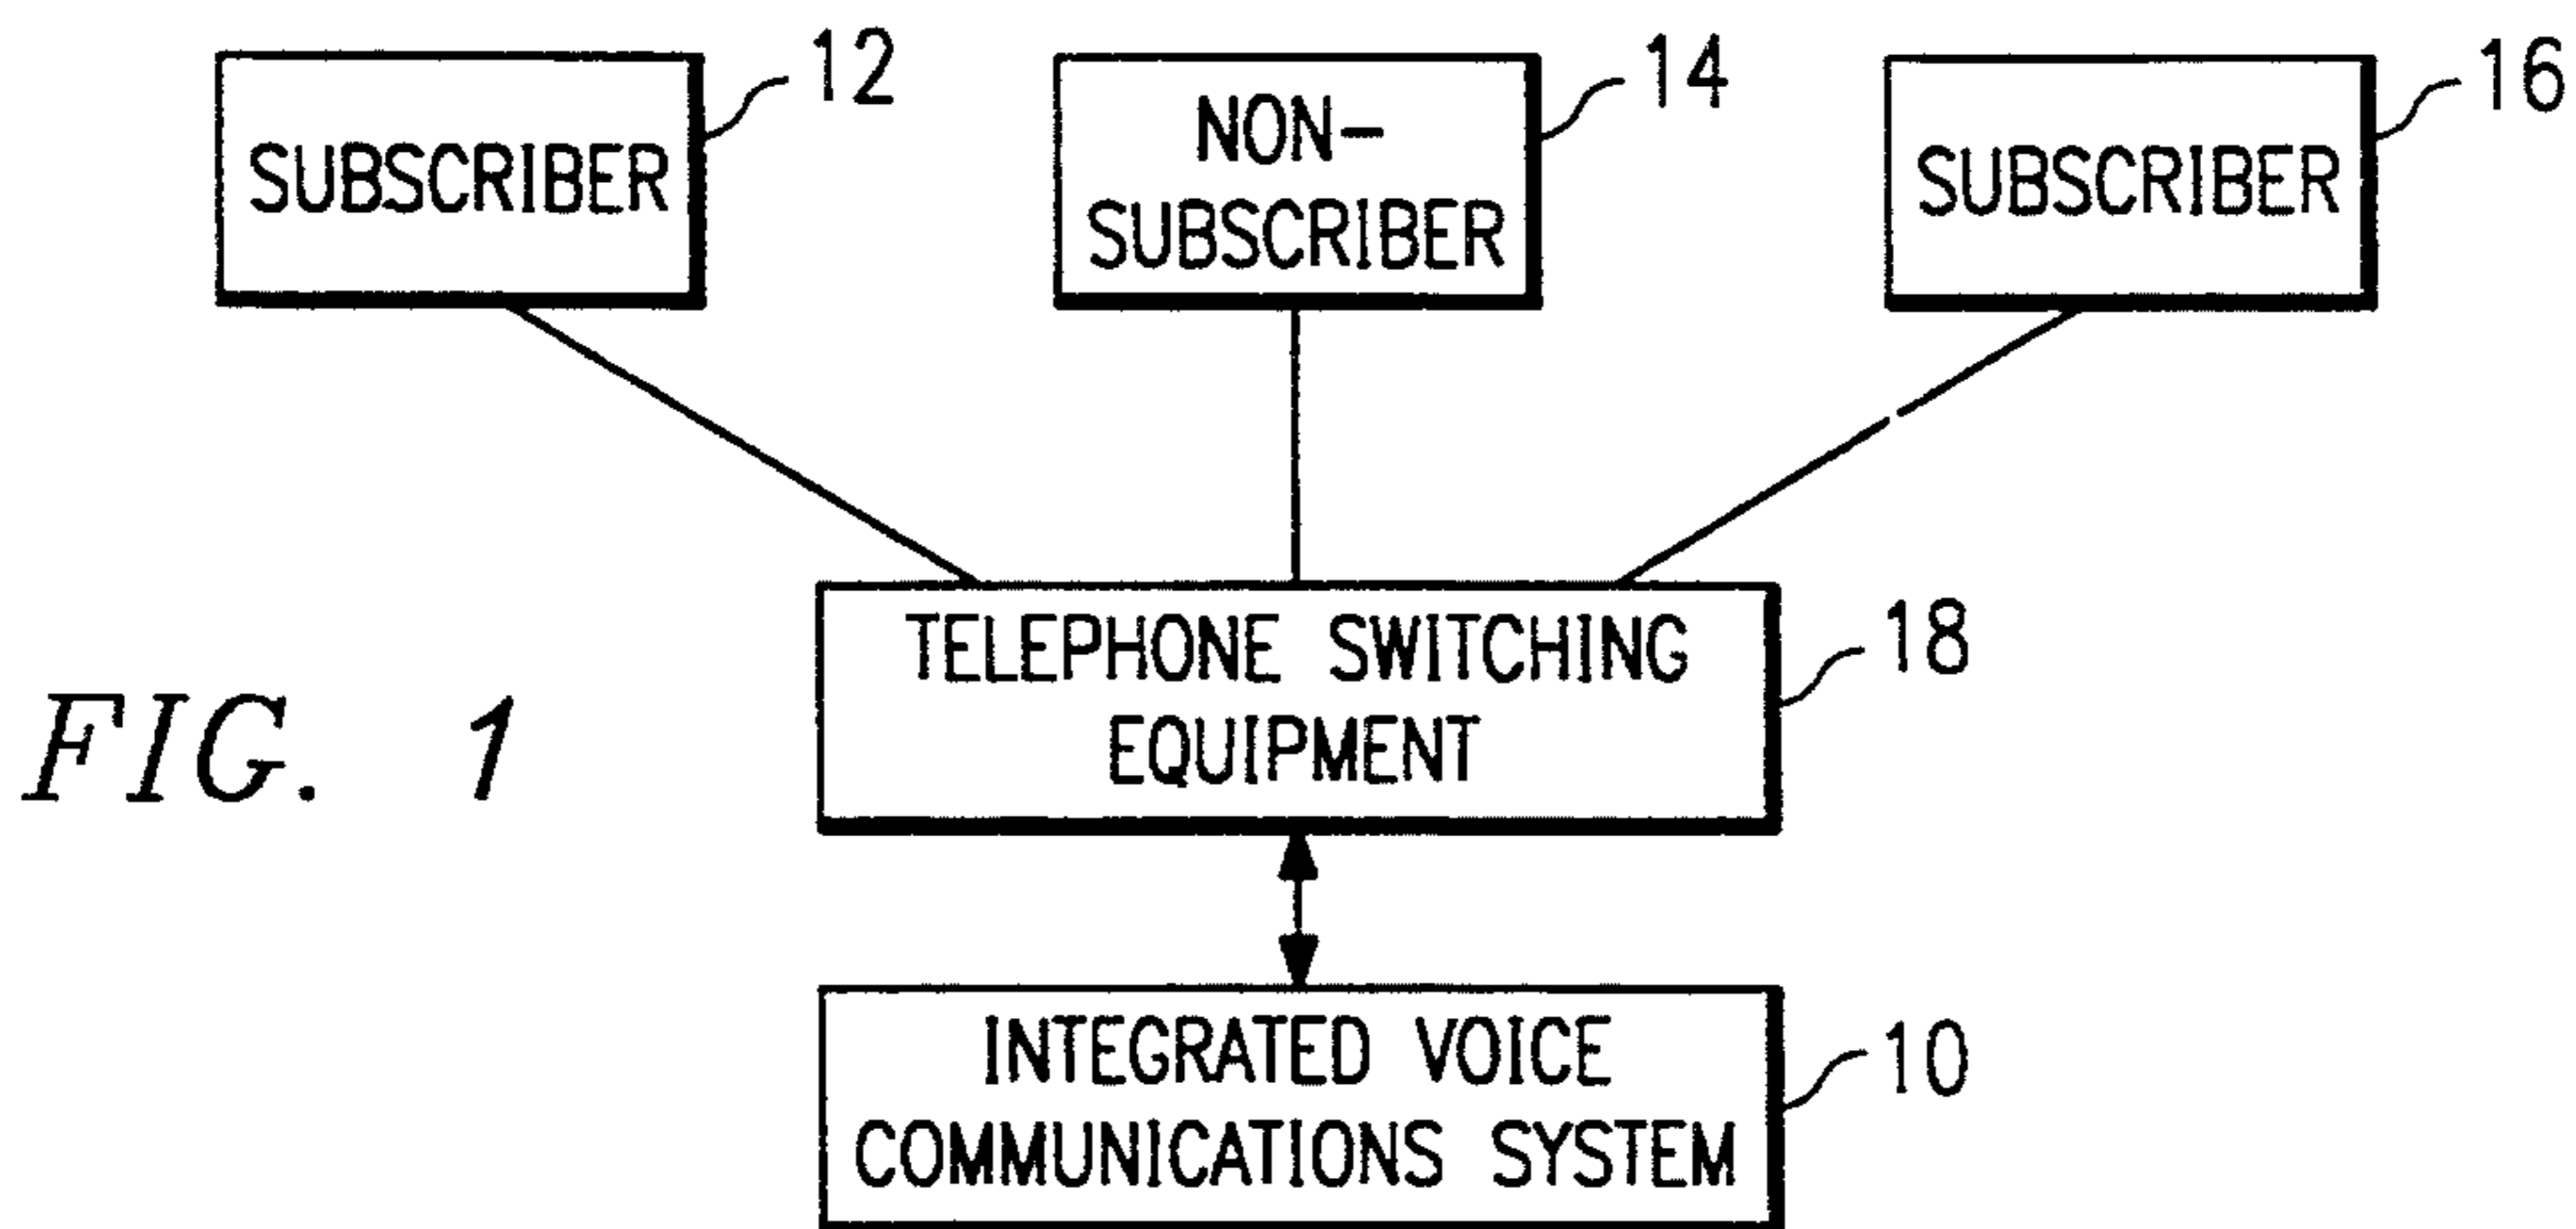 12
SUBSCRIBER
14
NON-
SUBSCRIBER
16
SUBSCRIBER
18
TELEPHONE SWITCHING
EQUIPMENT
FIG. 1
10
INTEGRATED VOICE
COMMUNICATIONS SYSTEM